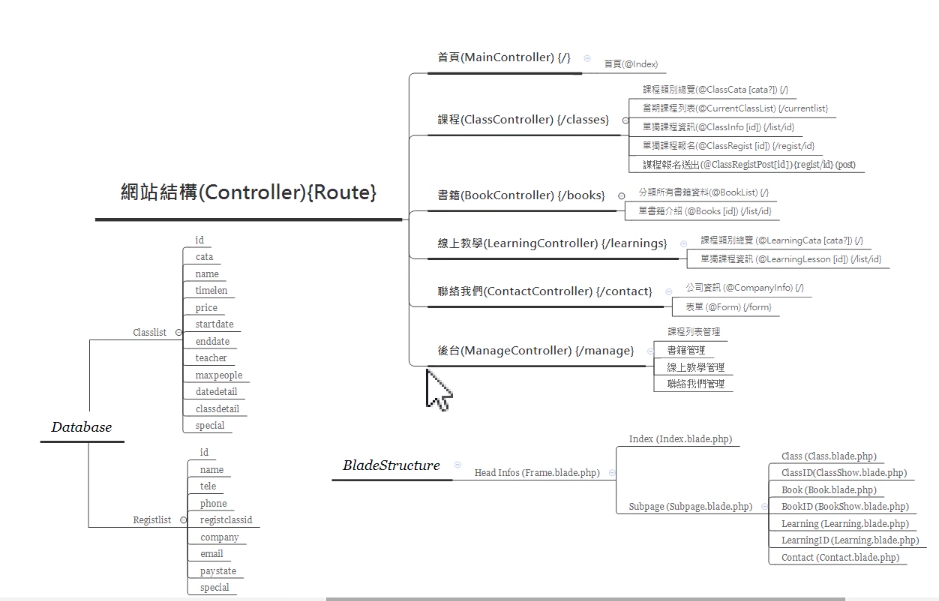 網站結構(Controller){Route}
首頁(MainController) {/}
首頁(@Index)
課程(ClassController) {/classes}
課程類別總覽(@ClassCata [cata?]) {/}
當期課程列表(@CurrentClassList) {/currentlist}
單獨課程資訊(@ClassInfo [id]) {/list/id}
單獨課程報名(@ClassRegist [id]) {/regist/id}
課程報名送出(@ClassRegistPost[id]) {regist/id} (post)
書籍(BookController) {/books}
分類所有書籍資料(@BookList) {/}
單書籍介紹 (@Books [id]) {/list/id}
線上教學(LearningController) {/learnings}
課程類別總覽 (@LearningCata [cata?]) {/}
單獨課程資訊 (@LearningLesson [id]) {/list/id}
聯絡我們(ContactController) {/contact}
公司資訊 (@CompanyInfo) {/}
表單 (@Form) {/form}
後台(ManageController) {/manage}
課程列表管理
書籍管理
線上教學管理
聯絡我們管理
Database
Classlist
id
cata
name
timelen
price
startdate
enddate
teacher
maxpeople
datedetail
classdetail
special
Registlist
id
name
tele
phone
registclassid
company
email
paystate
special
BladeStructure
Head Infos (Frame.blade.php)
Index (Index.blade.php)
Subpage (Subpage.blade.php)
Class (Class.blade.php)
ClassID(ClassShow.blade.php)
Book (Book.blade.php)
BookID (BookShow.blade.php)
Learning (Learning.blade.php)
LearningID (Learning.blade.php)
Contact (Contact.blade.php)